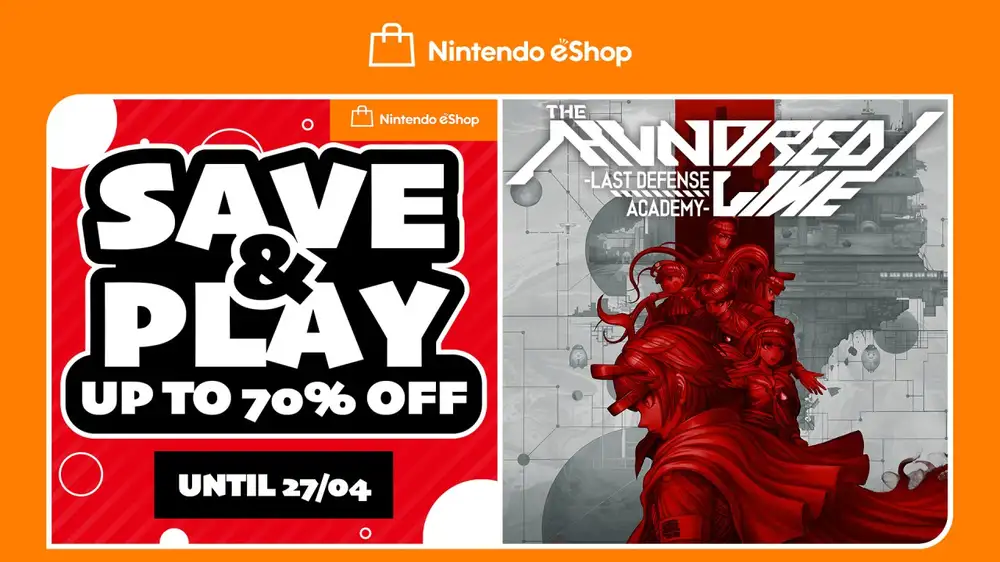 Nintendo eShop
Nintendo eShop
SAVE
&
PLAY
UP TO 70% OFF
UNTIL 27/04
THE
HUNDRED
LINE
-LAST DEFENSE
ACADEMY-